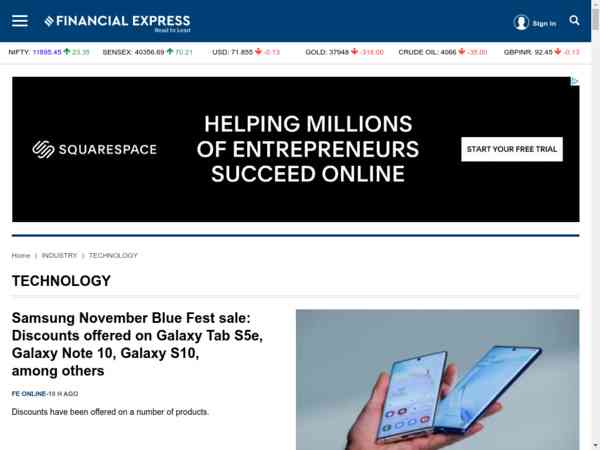 FINANCIAL EXPRESS
Read to Lead
Sign in
NIFTY: 11895.45 23.35 SENSEX: 40356.69 70.21 USD: 71.855 -0.13 GOLD: 37948 -318.00 CRUDE OIL: 4066 -35.00 GBPINR: 92.45 -0.13
SQUARESPACE
HELPING MILLIONS
OF ENTREPRENEURS
SUCCEED ONLINE
START YOUR FREE TRIAL
Home | INDUSTRY | TECHNOLOGY
TECHNOLOGY
Samsung November Blue Fest sale:
Discounts offered on Galaxy Tab S5e,
Galaxy Note 10, Galaxy S10,
among others
FE ONLINE-10 H AGO
Discounts have been offered on a number of products.